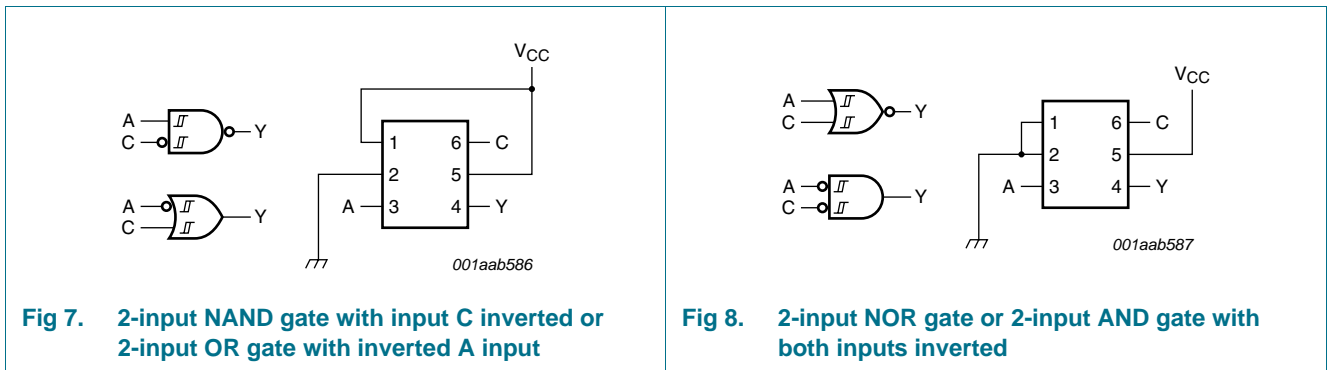 VCC
A
C
Y
A
C
Y
1
2
3
6
5
4
A
C
Y
001aab586
Fig 7. 2-input NAND gate with input C inverted or
2-input OR gate with inverted A input
VCC
A
C
Y
A
C
Y
1
2
3
6
5
4
A
C
Y
001aab587
Fig 8. 2-input NOR gate or 2-input AND gate with
both inputs inverted